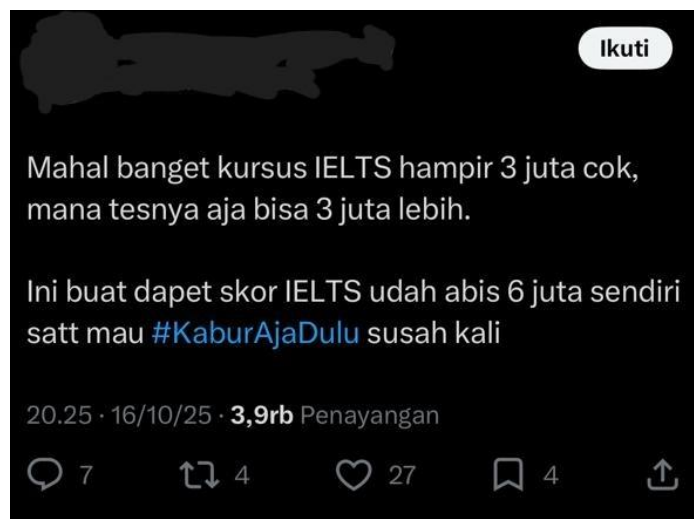 Ikuti
Mahal banget kursus IELTS hampir 3 juta cok,
mana tesnya aja bisa 3 juta lebih.
Ini buat dapet skor IELTS udah abis 6 juta sendiri
satt mau #KaburAjaDulu susah kali
20.25 · 16/10/25 · 3,9rb Penayangan
7 4 27 4